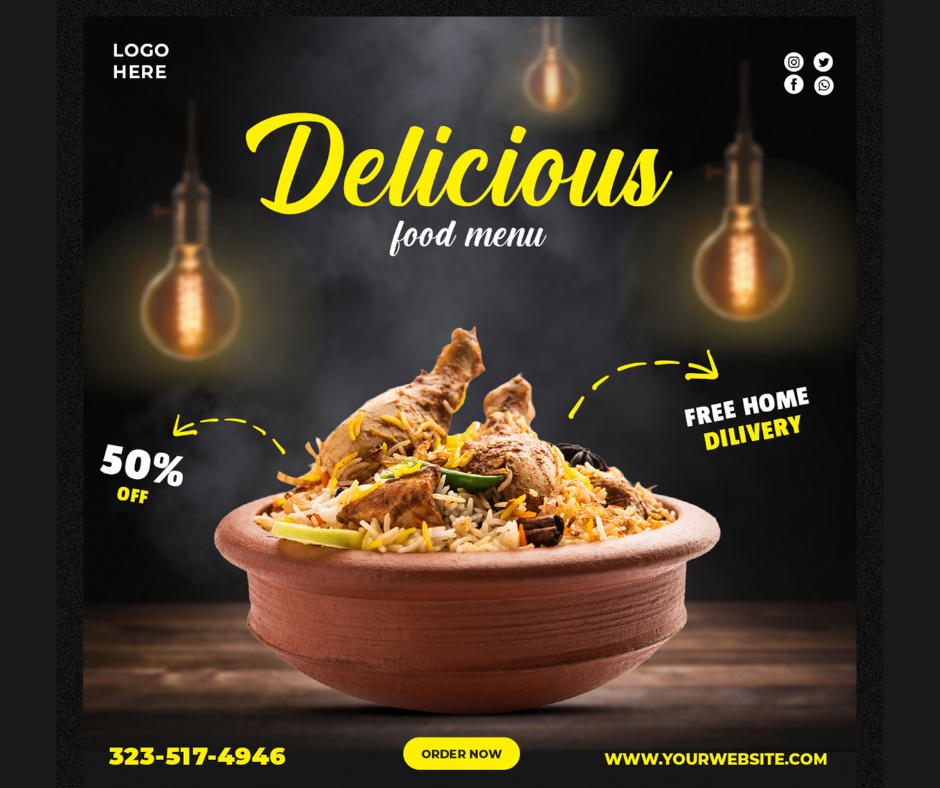 LOGO
HERE
Delicious
food menu
FREE HOME
DILIVERY
50%
OFF
323-517-4946
ORDER NOW
WWW.YOURWEBSITE.COM